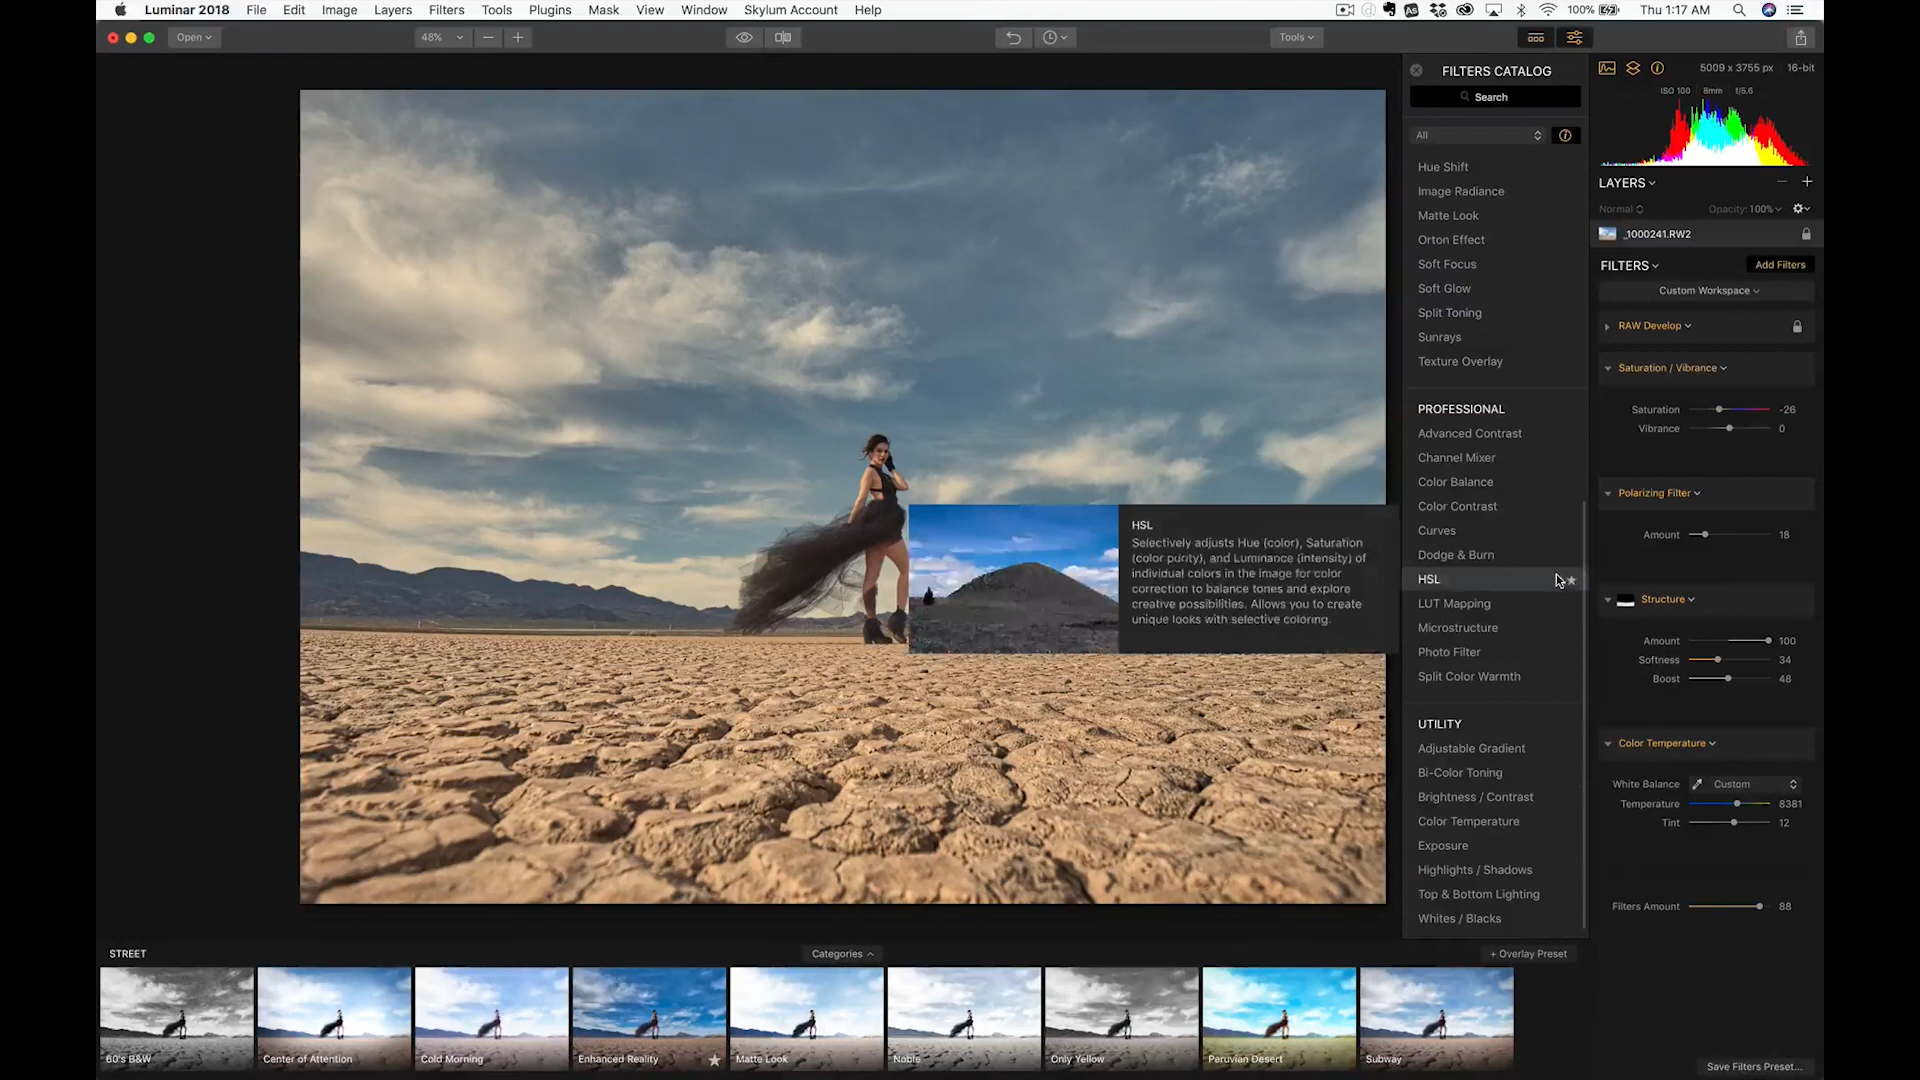 Luminar 2018 File Edit Image Layers Filters Tools Plugins Mask View Window Skylum Account Help
100% Thu 1:17 AM
Open 48% Tools
FILTERS CATALOG
Search
All
Hue Shift
Image Radiance
Matte Look
Orton Effect
Soft Focus
Soft Glow
Split Toning
Sunrays
Texture Overlay
PROFESSIONAL
Advanced Contrast
Channel Mixer
Color Balance
Color Contrast
Curves
Dodge & Burn
HSL
LUT Mapping
Microstructure
Photo Filter
Split Color Warmth
UTILITY
Adjustable Gradient
Bi-Color Toning
Brightness / Contrast
Color Temperature
Exposure
Highlights / Shadows
Top & Bottom Lighting
Whites / Blacks
HSL
Selectively adjusts Hue (color), Saturation
(color purity), and Luminance (intensity) of
individual colors in the image for color
correction to balance tones and explore
creative possibilities. Allows you to create
unique looks with selective coloring.
5009 x 3755 px 16-bit
ISO 100 8mm f/5.6
LAYERS
Normal Opacity: 100%
_1000241.RW2
FILTERS Add Filters
Custom Workspace
RAW Develop
Saturation / Vibrance
Saturation -26
Vibrance 0
Polarizing Filter
Amount 18
Structure
Amount 100
Softness 34
Boost 48
Color Temperature
White Balance Custom
Temperature 8381
Tint 12
Filters Amount 88
STREET Categories + Overlay Preset
60's B&W Center of Attention Cold Morning Enhanced Reality Matte Look Noble Only Yellow Peruvian Desert Subway
Save Filters Preset...